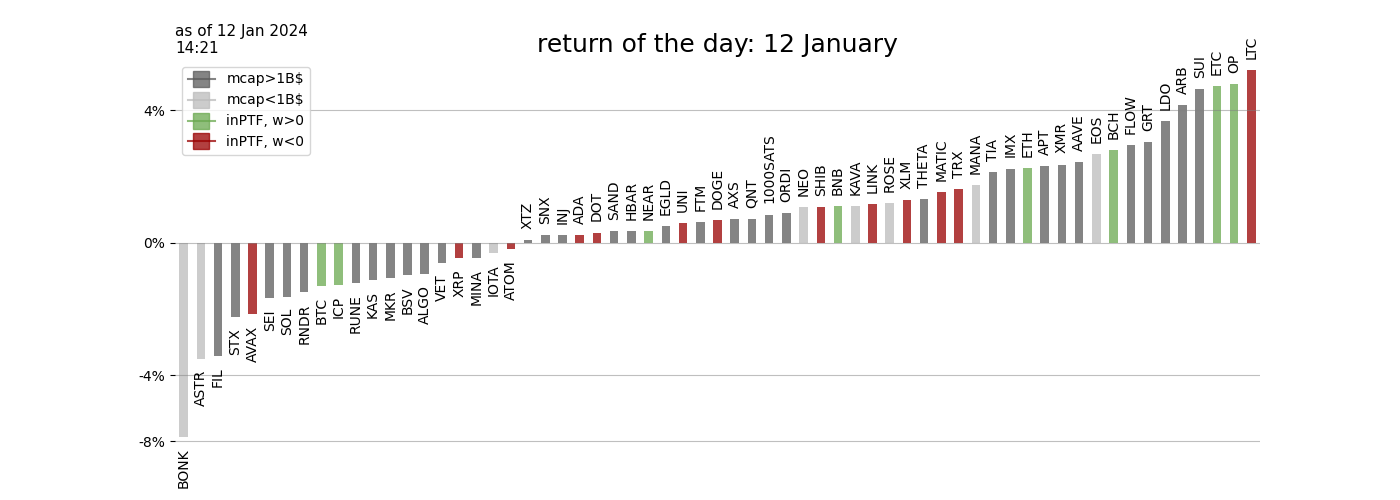 as of 12 Jan 2024
14:21
return of the day: 12 January
mcap>1B$
mcap<1B$
inPTF, w>0
inPTF, w<0
4%
0%
-4%
-8%
BONK
ASTR
FIL
STX
AVAX
SEI
SOL
RNDR
BTC
ICP
RUNE
KAS
MKR
BSV
ALGO
VET
XRP
MINA
IOTA
ATOM
XTZ
SNX
INJ
ADA
DOT
SAND
HBAR
NEAR
EGLD
UNI
FTM
DOGE
AXS
QNT
1000SATS
ORDI
NEO
SHIB
BNB
KAVA
LINK
ROSE
XLM
THETA
MATIC
TRX
MANA
TIA
IMX
ETH
APT
XMR
AAVE
EOS
BCH
FLOW
GRT
LDO
ARB
SUI
ETC
OP
LTC